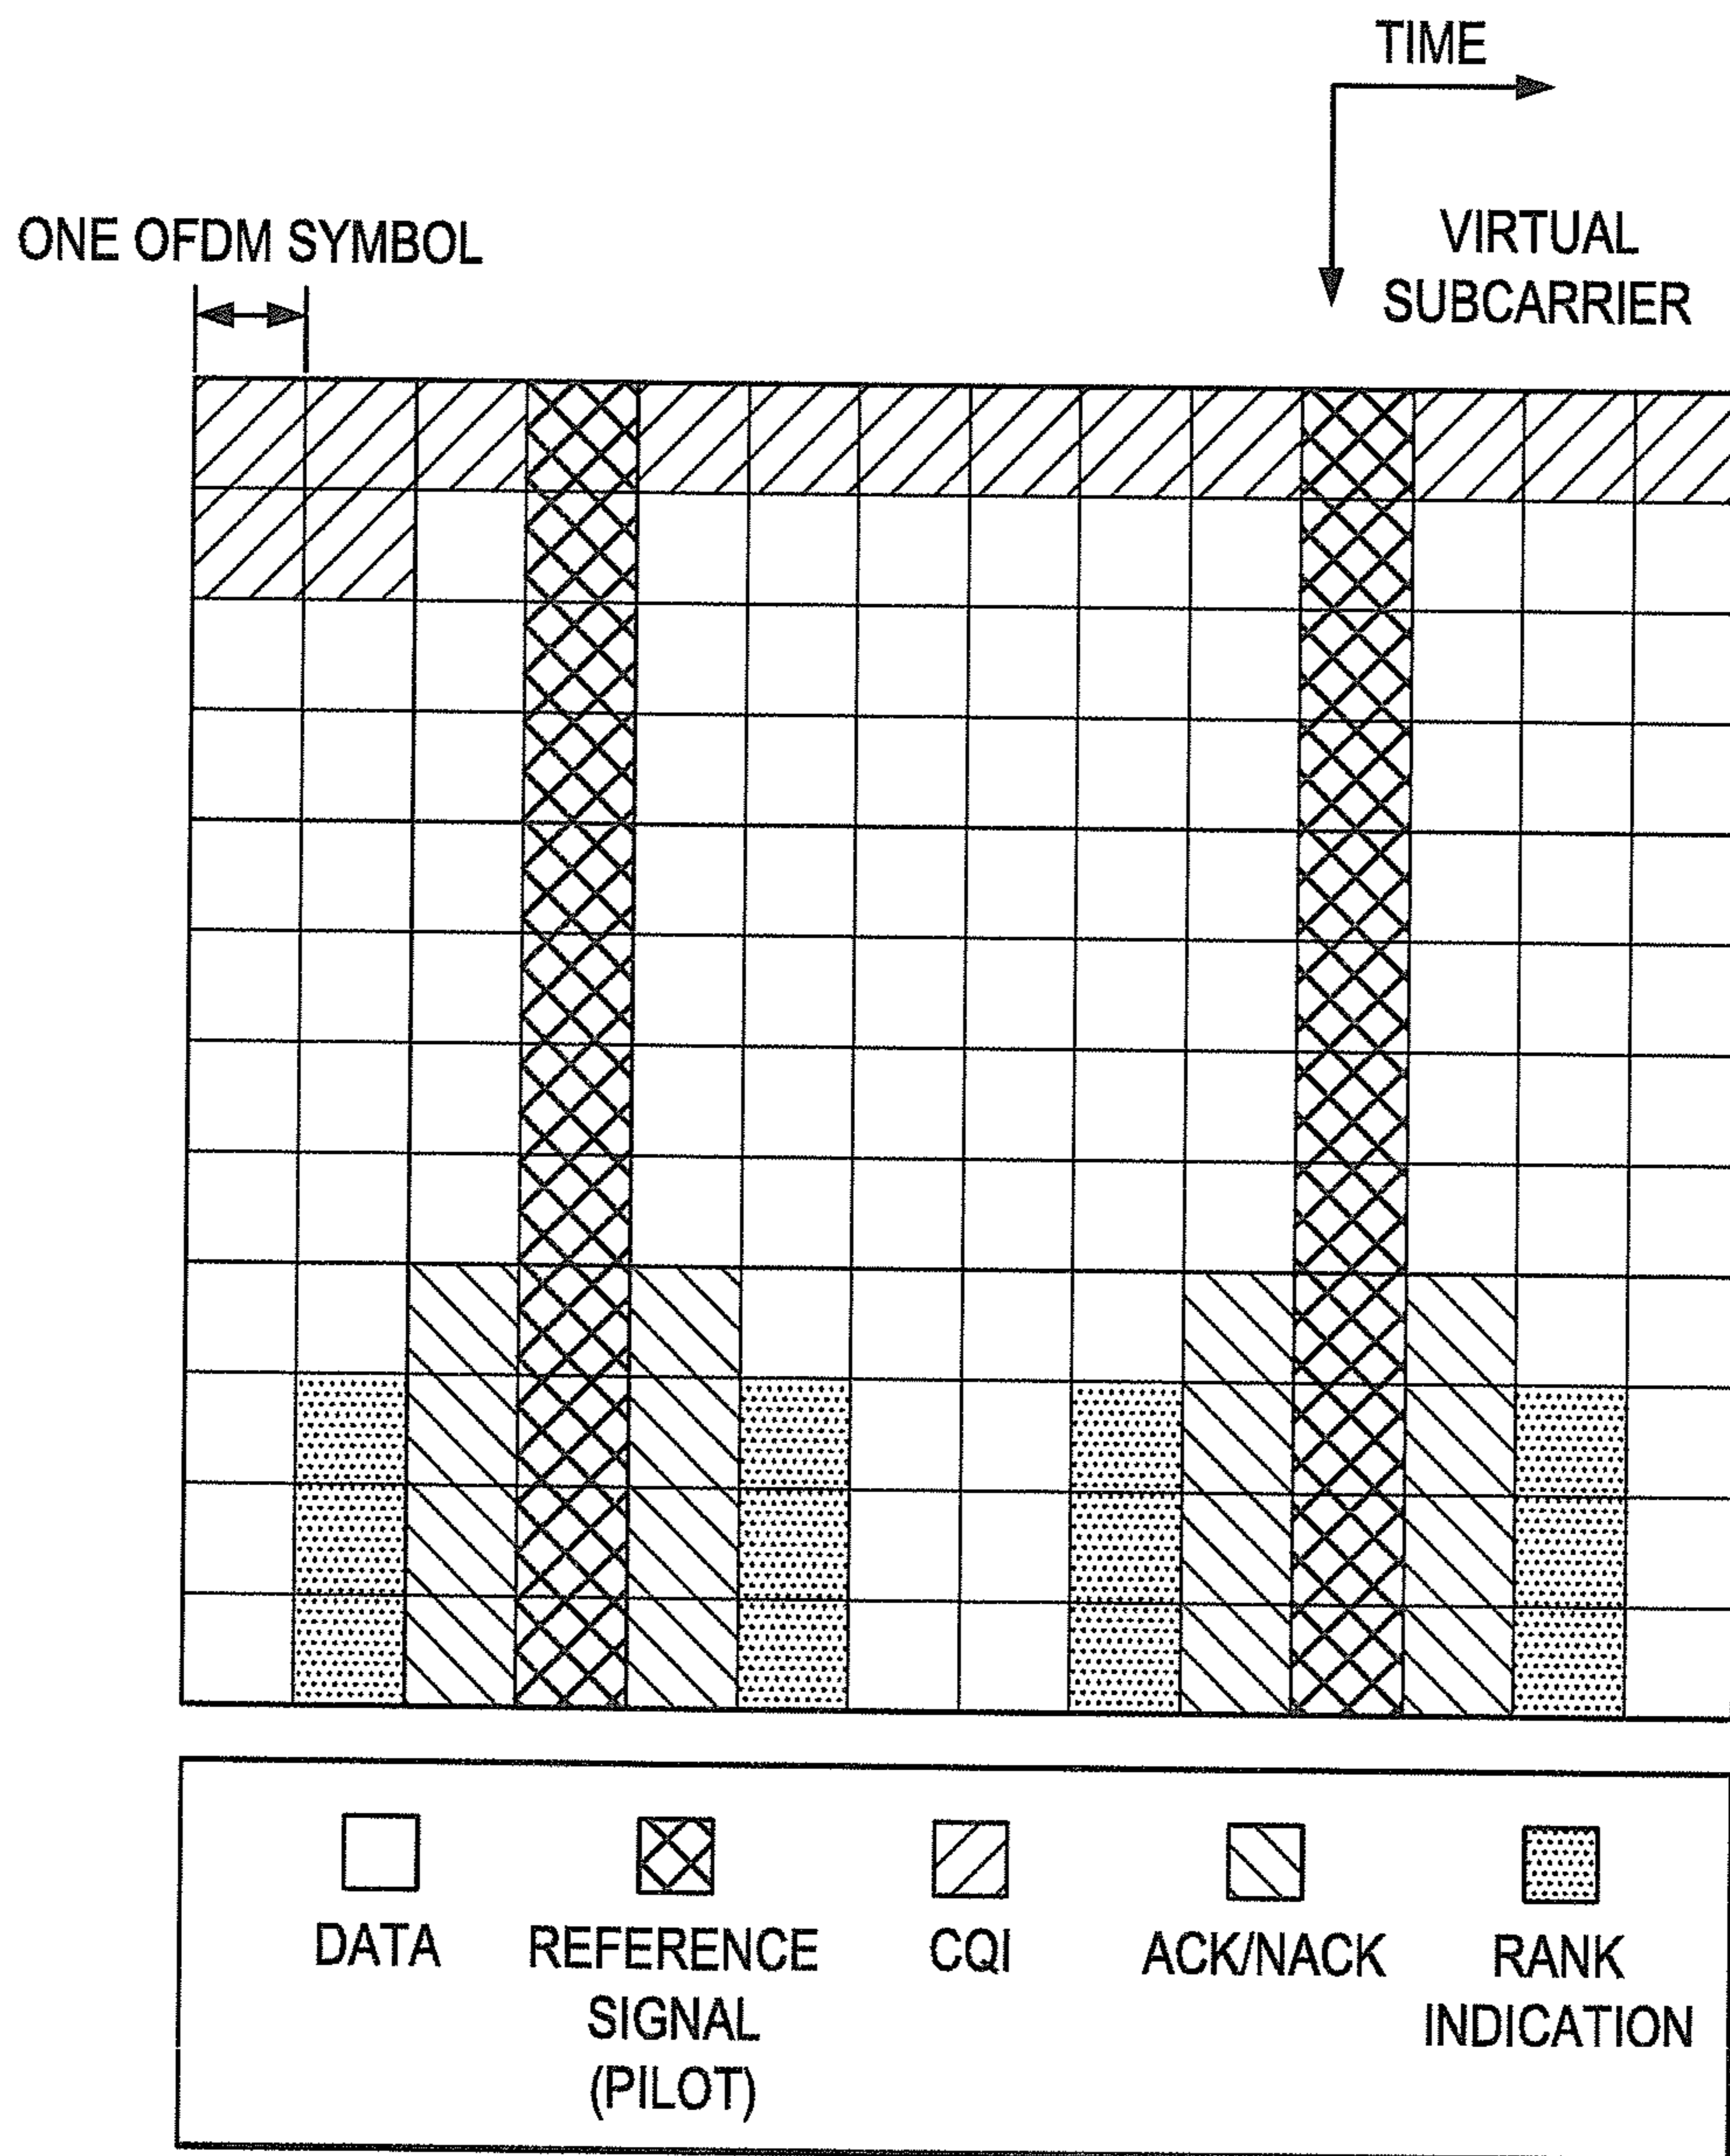 TIME
VIRTUAL
SUBCARRIER
ONE OFDM SYMBOL
DATA
REFERENCE
SIGNAL
(PILOT)
CQI
ACK/NACK
RANK
INDICATION